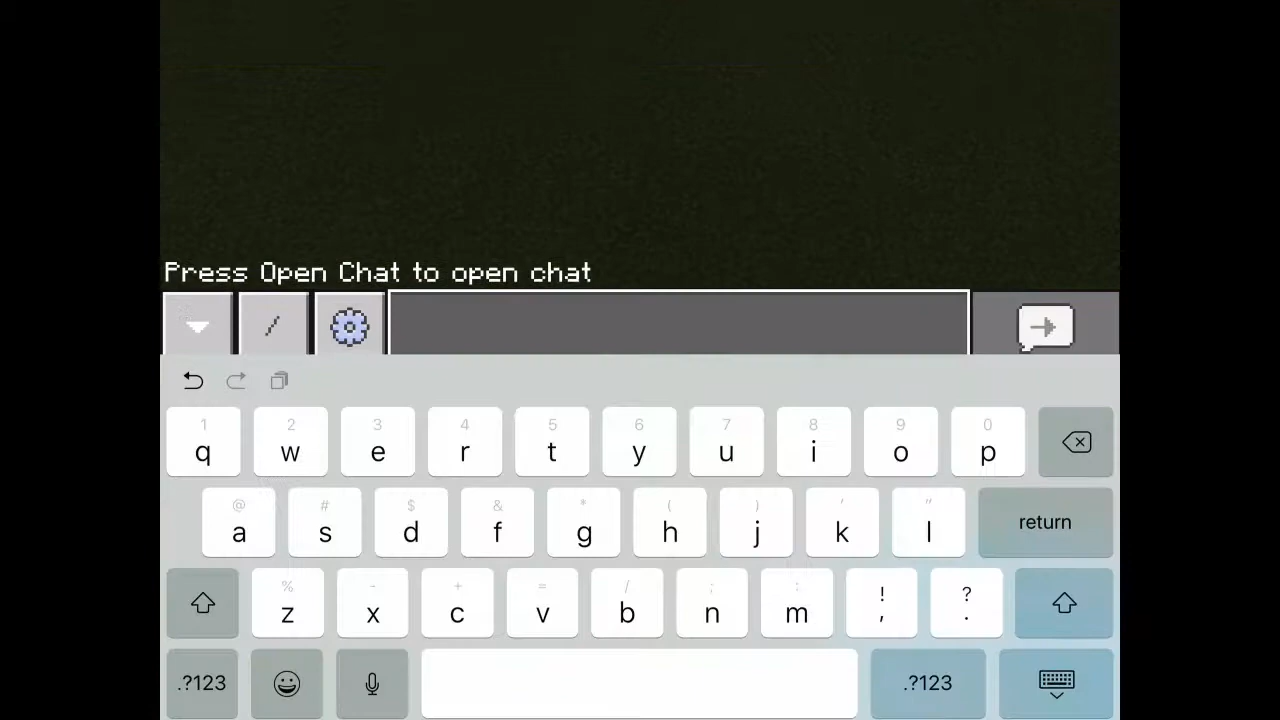 Press Open Chat to open chat
/
1 2 3 4 5 6 7 8 9 0
q w e r t y u i o p
@ # $ & * ( ) ' "
a s d f g h j k l return
% - + = / ; : ! ?
z x c v b n m , .
.?123 .?123